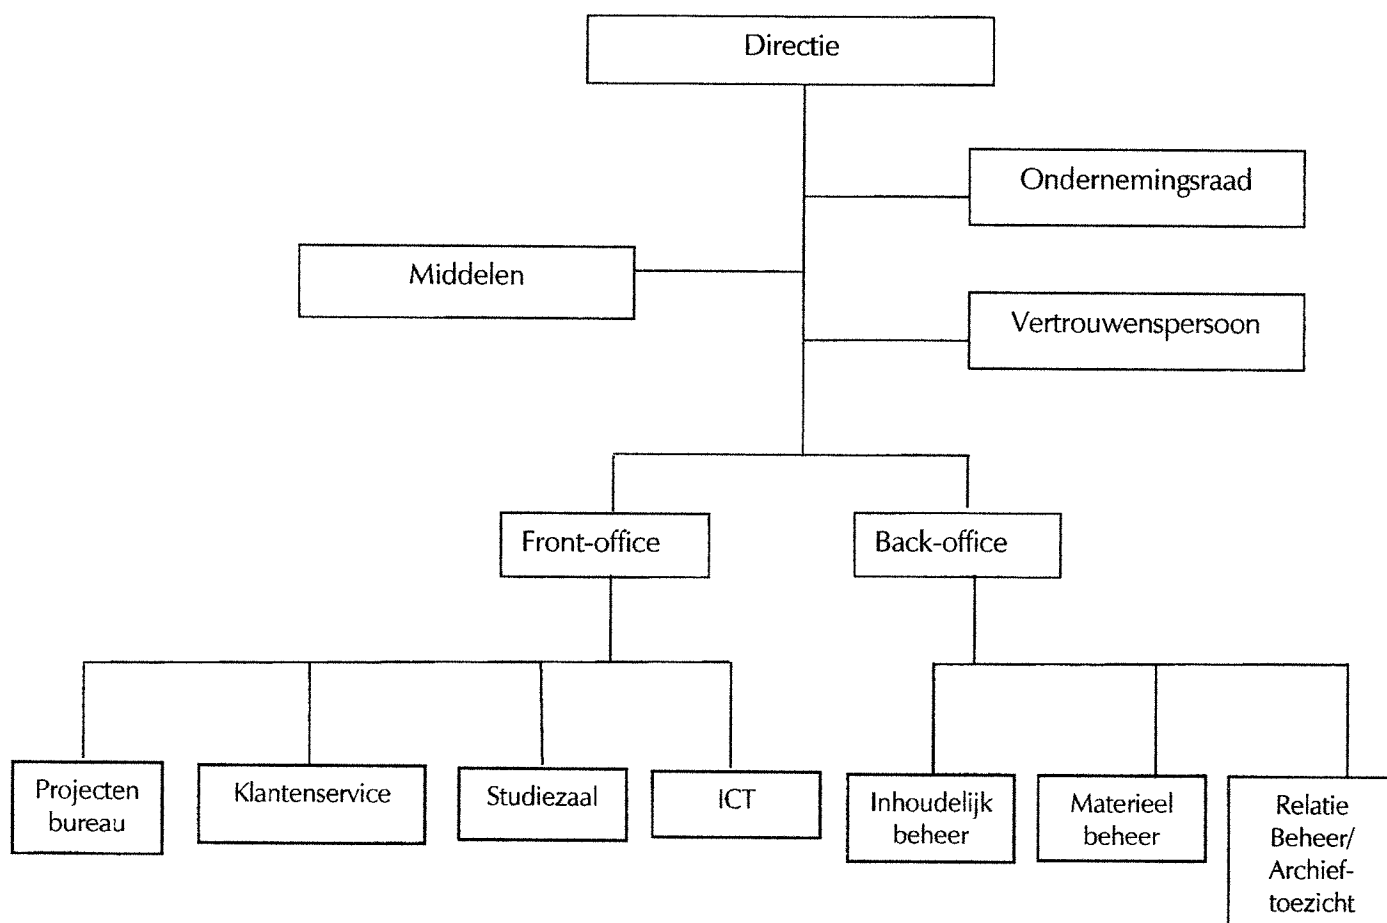 Directie
Ondernemingsraad
Middelen
Vertrouwenspersoon
Front-office
Back-office
Projecten
bureau
Klantenservice
Studiezaal
ICT
Inhoudelijk
beheer
Materieel
beheer
Relatie
Beheer/
Archief-
toezicht